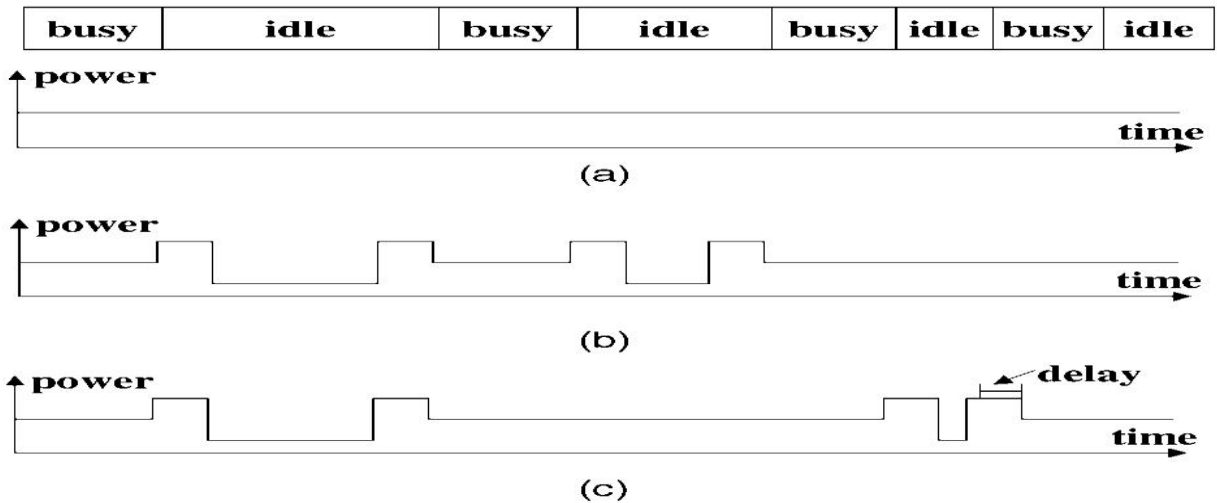 busy idle busy idle busy idle busy idle
power
time
(a)
power
time
(b)
power
delay
time
(c)